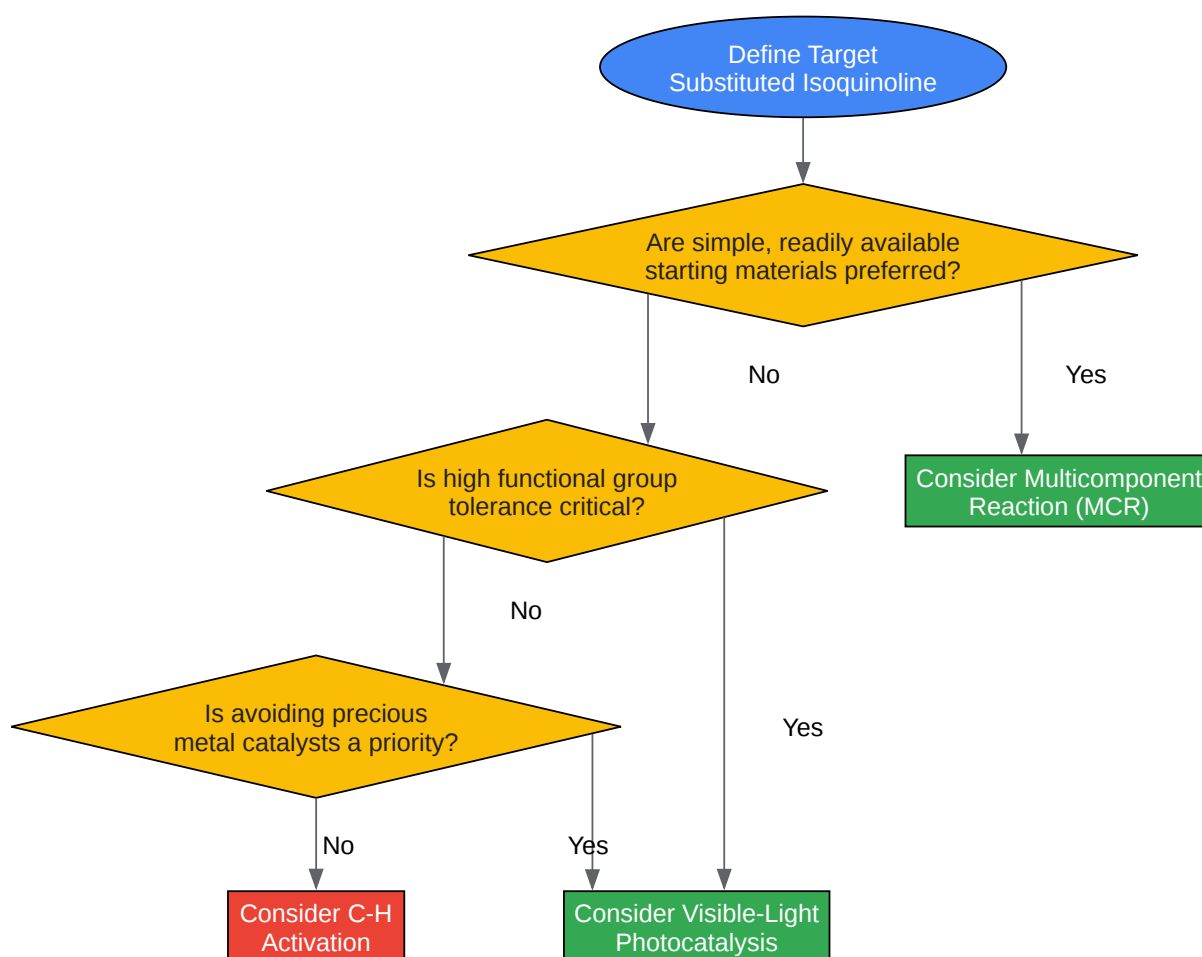 Define Target
Substituted Isoquinoline
Are simple, readily available
starting materials preferred?
No
Yes
Is high functional group
tolerance critical?
Consider Multicomponent
Reaction (MCR)
No
Yes
Is avoiding precious
metal catalysts a priority?
No
Yes
Consider C-H
Activation
Consider Visible-Light
Photocatalysis